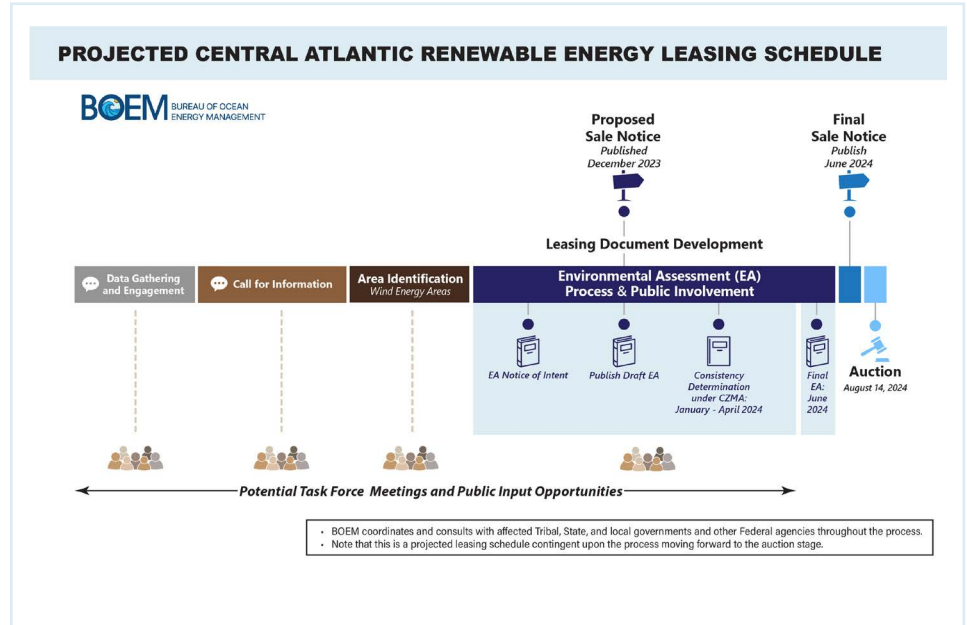 PROJECTED CENTRAL ATLANTIC RENEWABLE ENERGY LEASING SCHEDULE
BOEM
BUREAU OF OCEAN
ENERGY MANAGEMENT
Proposed
Sale Notice
Published
December 2023
Final
Sale Notice
Publish
June 2024
Leasing Document Development
Data Gathering
and Engagement
Call for Information
Area Identification
Wind Energy Areas
Environmental Assessment (EA)
Process & Public Involvement
EA Notice of Intent
Publish Draft EA
Consistency
Determination
under CZMA:
January - April 2024
Final
EA:
June
2024
Auction
August 14, 2024
Potential Task Force Meetings and Public Input Opportunities
• BOEM coordinates and consults with affected Tribal, State, and local governments and other Federal agencies throughout the process.
• Note that this is a projected leasing schedule contingent upon the process moving forward to the auction stage.